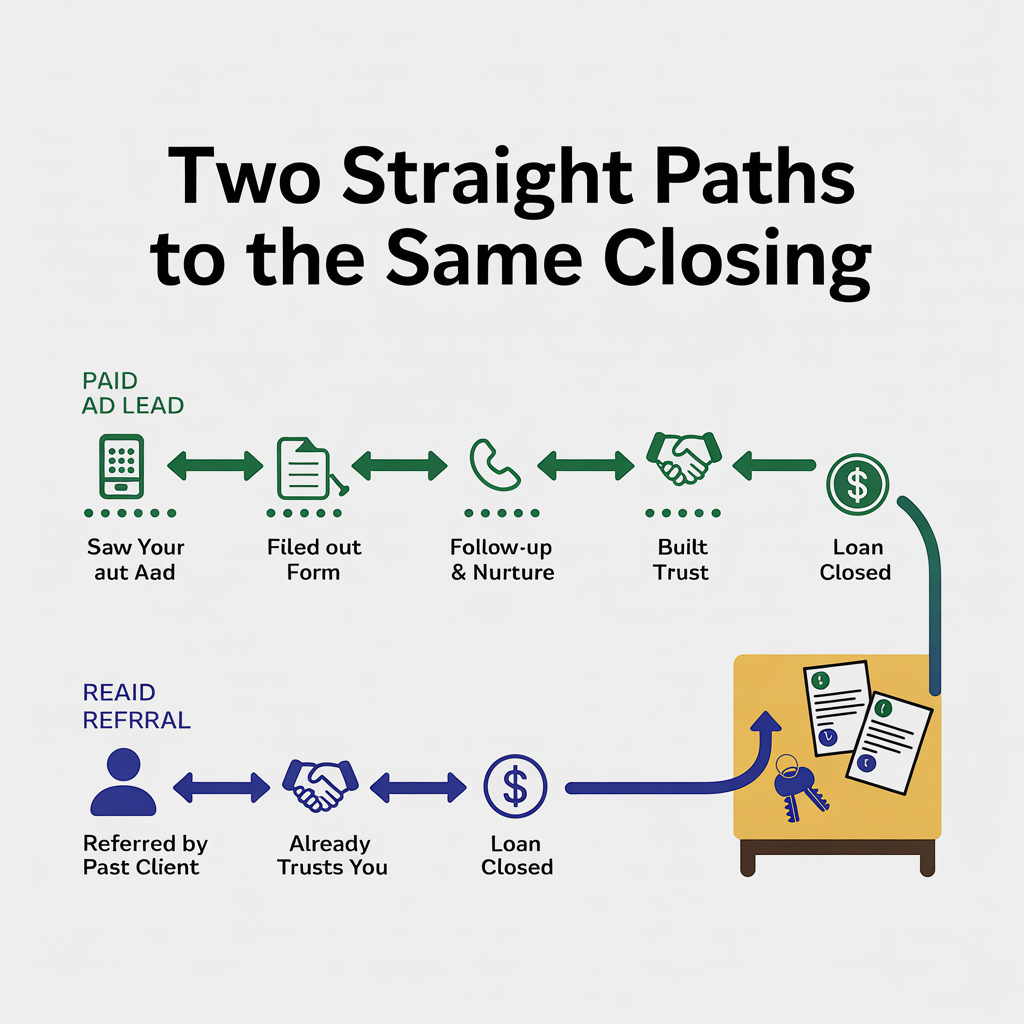 Two Straight Paths
to the Same Closing
PAID
AD LEAD
$
Saw Your
aut Aad
Filed out
Form
Follow-up
& Nurture
Built
Trust
Loan
Closed
REAID
REFRRAL
$
Referred by
Past Client
Already
Trusts You
Loan
Closed